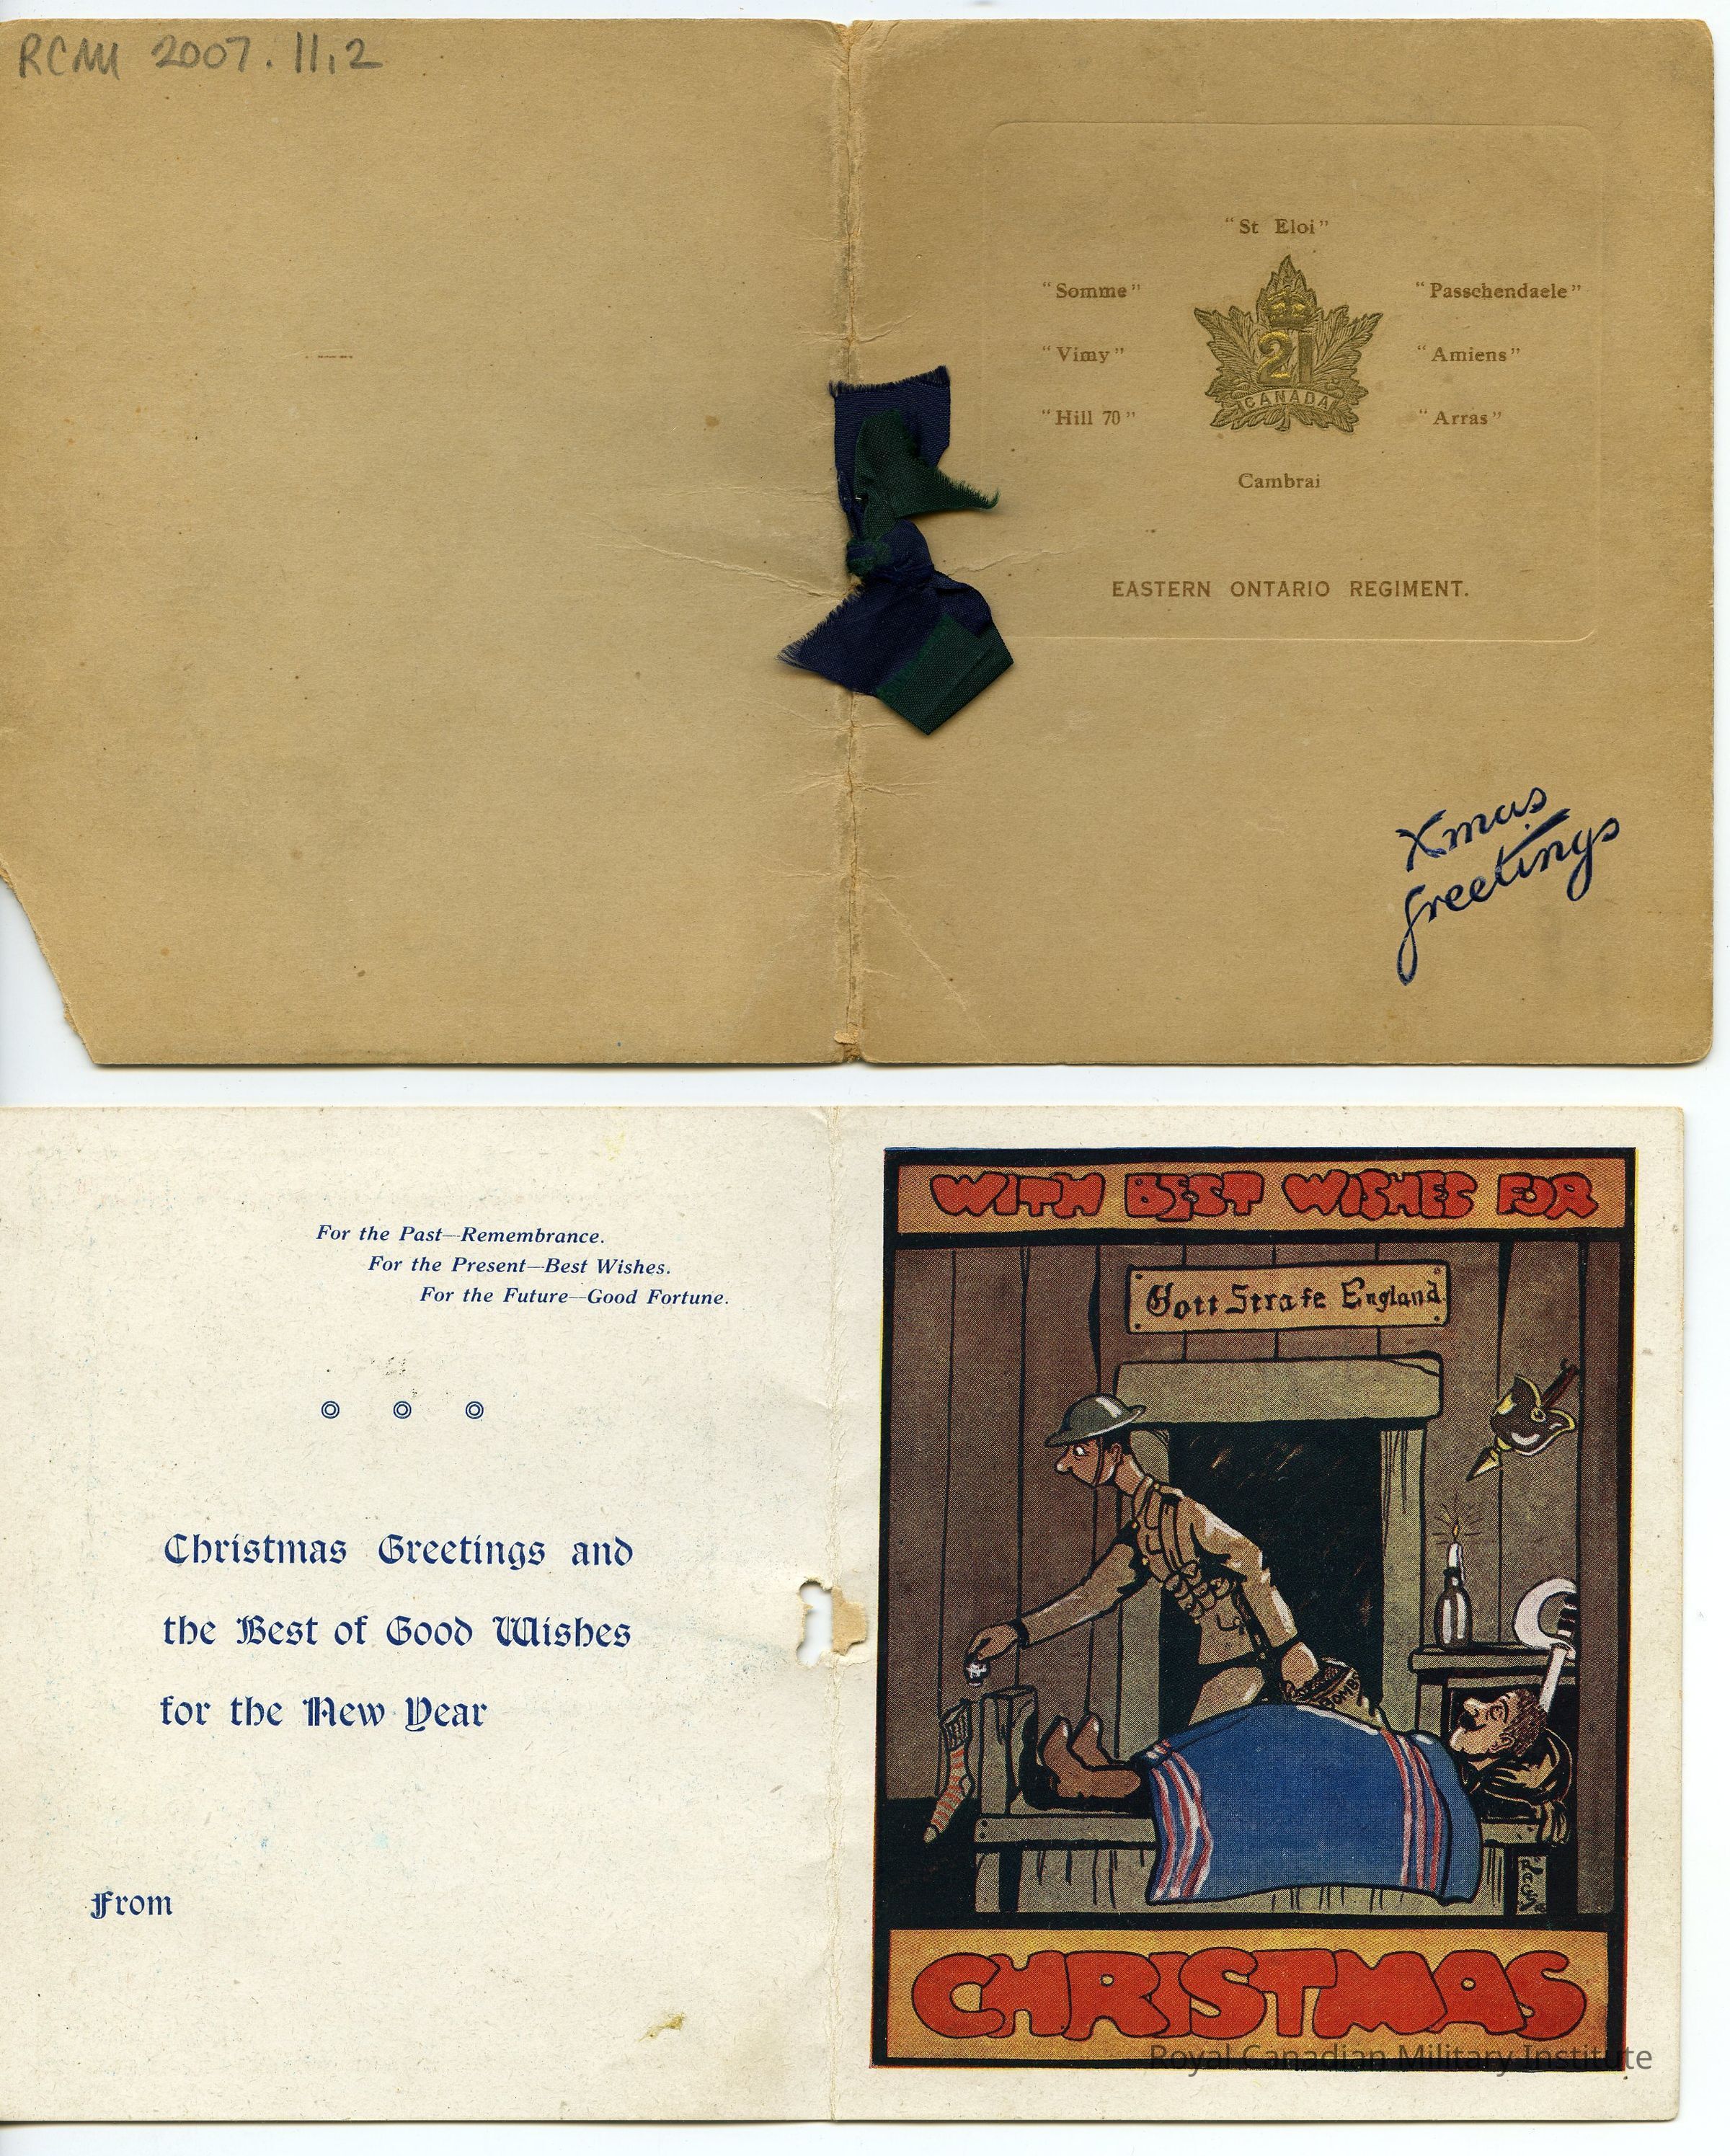 RCMI 2007.11.2
"St Eloi"
"Somme" "Passchendaele"
21
"Vimy" "Amiens"
CANADA
"Hill 70" "Arras"
Cambrai
EASTERN ONTARIO REGIMENT.
Xmas
Greetings
For the Past—Remembrance.
For the Present—Best Wishes.
For the Future—Good Fortune.
Christmas Greetings and
the Best of Good Wishes
for the New Year
From
WITH BEST WISHES FOR
Gott Strafe England.
BOMBS
CHRISTMAS
Royal Canadian Military Institute